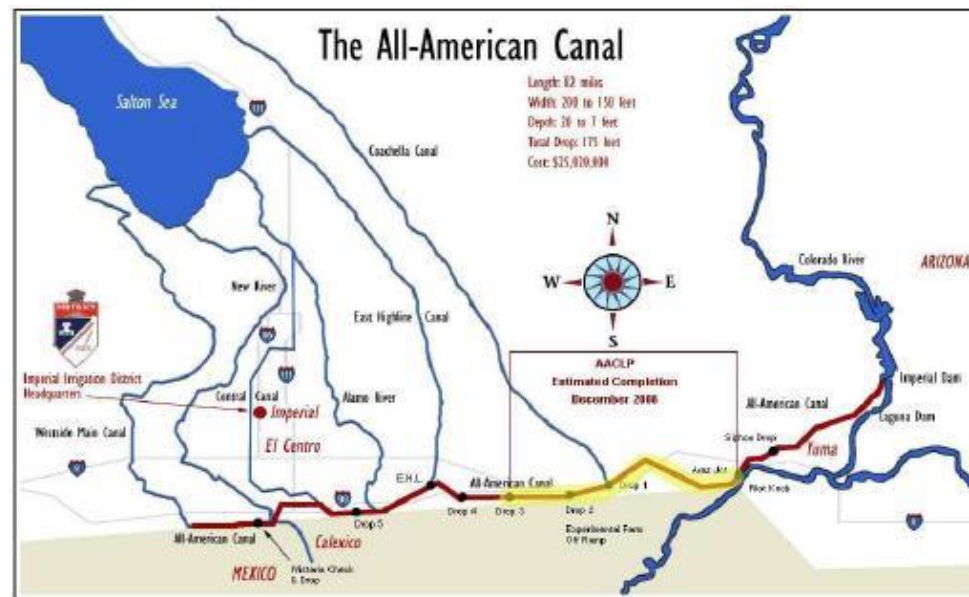 The All-American Canal
Length: 82 miles
Width: 200 to 150 feet
Depth: 20 to 7 feet
Total Drop: 175 feet
Cost: $25,020,000
Salton Sea
111
Coachella Canal
N
W
E
S
Colorado River
ARIZONA
New River
East Highline Canal
Imperial Irrigation District
Headquarters
AACLP
Estimated Completion
December 2008
Imperial Dam
Central Canal
Imperial
Alamo River
All-American Canal
Laguna Dam
Westside Main Canal
El Centro
Yuma
E.H.L.
All-American Canal
Drop 1
Pilot Knob
Drop 4
Drop 3
Drop 2
Drop 5
Experimental Farm
All-American Canal
Calexico
MEXICO
8